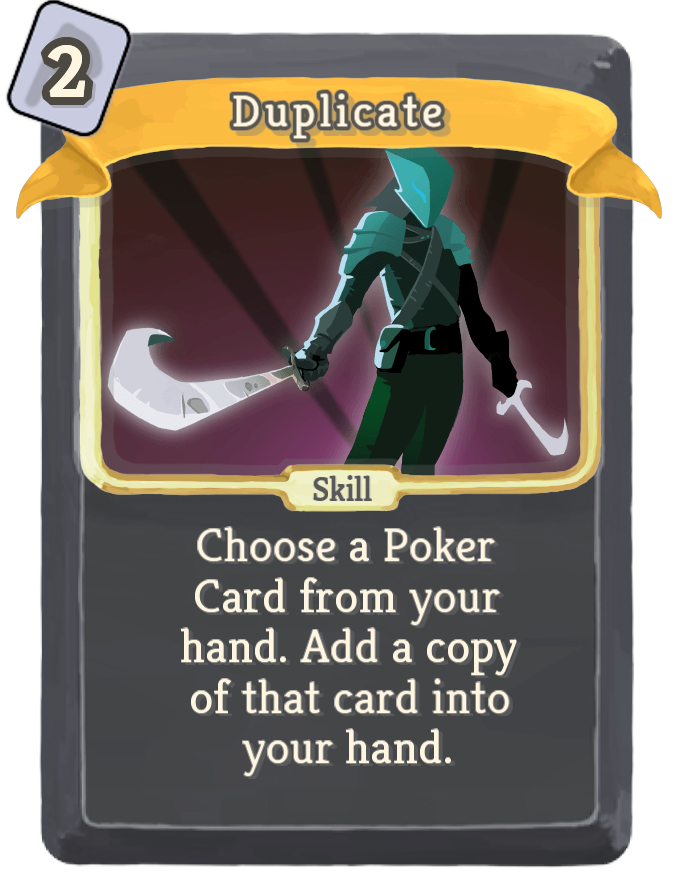 2
Duplicate
Skill
Choose a Poker
Card from your
hand. Add a copy
of that card into
your hand.